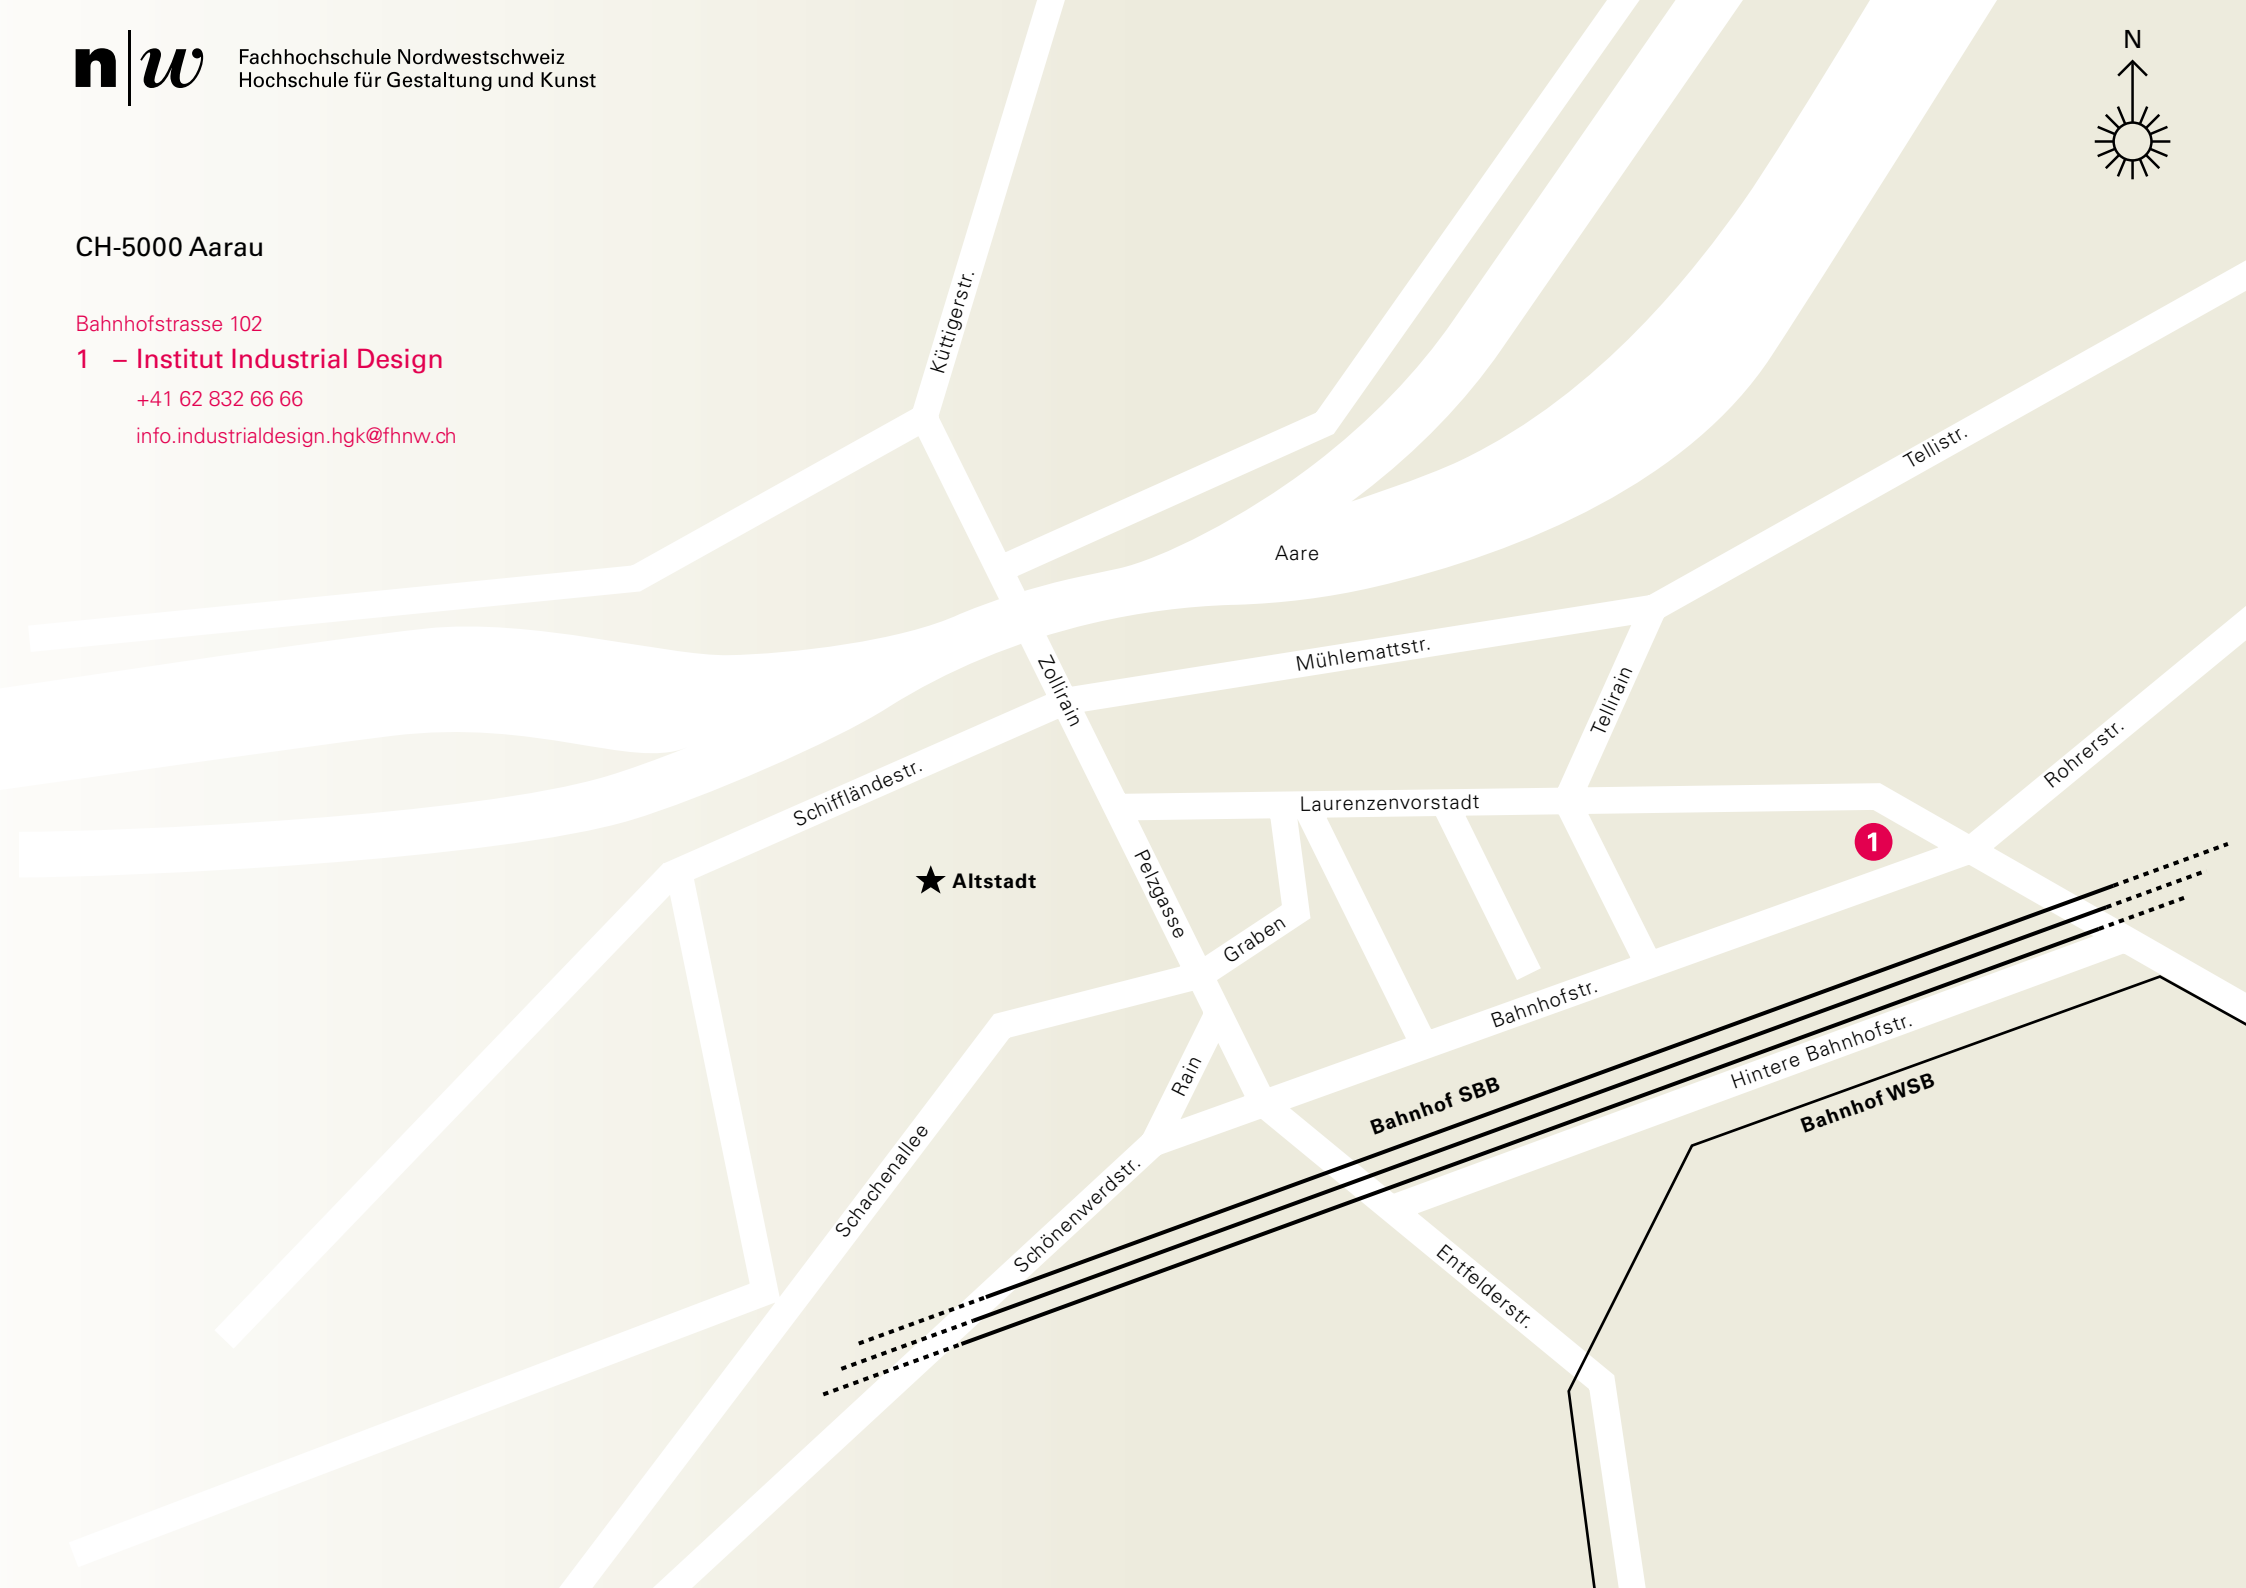 n|w
Fachhochschule Nordwestschweiz
Hochschule für Gestaltung und Kunst
N
CH-5000 Aarau
Bahnhofstrasse 102
1 – Institut Industrial Design
+41 62 832 66 66
info.industrialdesign.hgk@fhnw.ch
Küttigerstr.
Tellistr.
Aare
Mühlemattstr.
Zollirain
Tellirain
Rohrerstr.
Schiffländestr.
Laurenzenvorstadt
1
Altstadt
Pelzgasse
Graben
Bahnhofstr.
Hintere Bahnhofstr.
Rain
Bahnhof SBB
Bahnhof WSB
Schachenallee
Schönenwerdstr.
Entfelderstr.